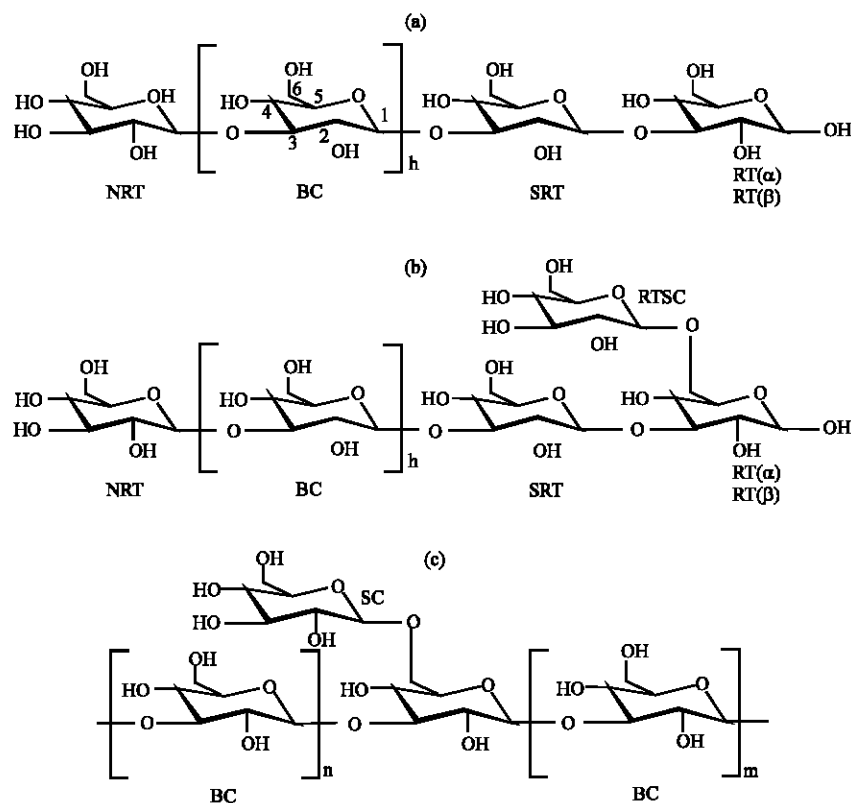 (a)
OH OH OH OH
HO OH HO 6 5 O HO O HO O
HO 4 1 OH
OH O 3 2 OH O OH O OH
h
NRT BC SRT RT(α)
RT(β)
(b)
OH
HO O RTSC
HO O
OH OH OH OH
HO O HO O HO O HO O
HO OH O OH O OH O OH OH
h
NRT BC SRT RT(α)
RT(β)
(c)
OH
HO O SC
HO O
OH OH OH
HO O HO O HO O
O OH O OH O OH
n m
BC BC